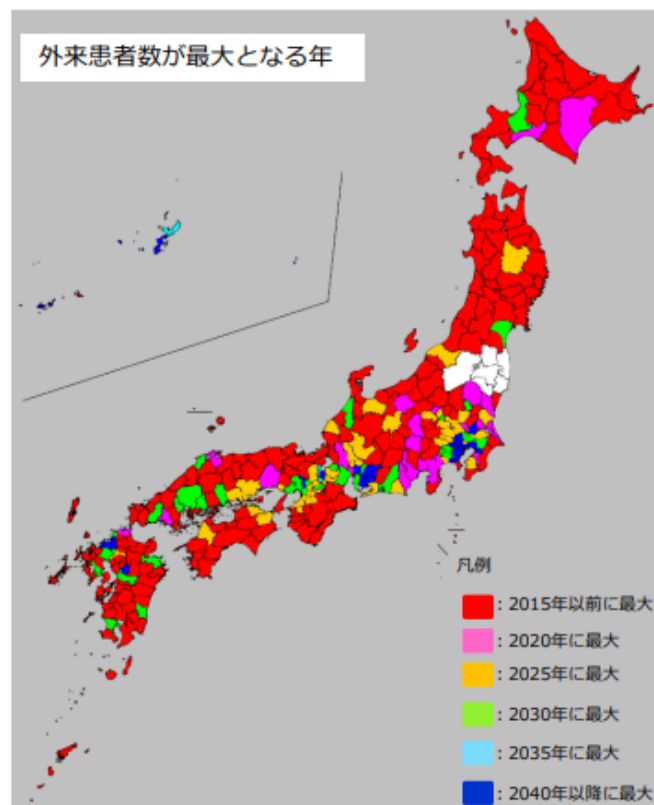 外来患者数が最大となる年
凡例
：2015年以前に最大
：2020年に最大
：2025年に最大
：2030年に最大
：2035年に最大
：2040年以降に最大